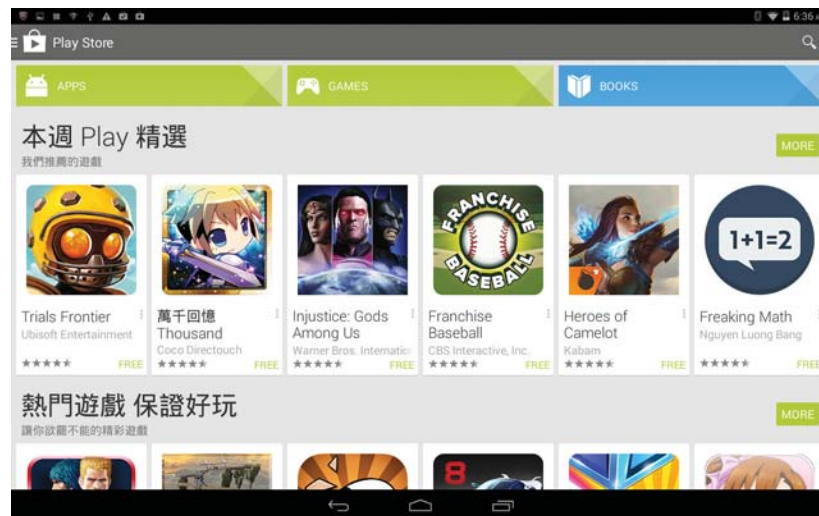 6:36
Play Store
APPS
GAMES
BOOKS
本週 Play 精選
我們推薦的遊戲
MORE
FRANCHISE
BASEBALL
1+1=2
Trials Frontier
Ubisoft Entertainment
FREE
萬千回憶
Thousand
Coco Directouch
FREE
Injustice: Gods
Among Us
Warner Bros. Internatio
FREE
Franchise
Baseball
CBS Interactive, Inc.
FREE
Heroes of
Camelot
Kabam
FREE
Freaking Math
Nguyen Luong Bang
FREE
熱門遊戲 保證好玩
讓你欲罷不能的精彩遊戲
MORE
8